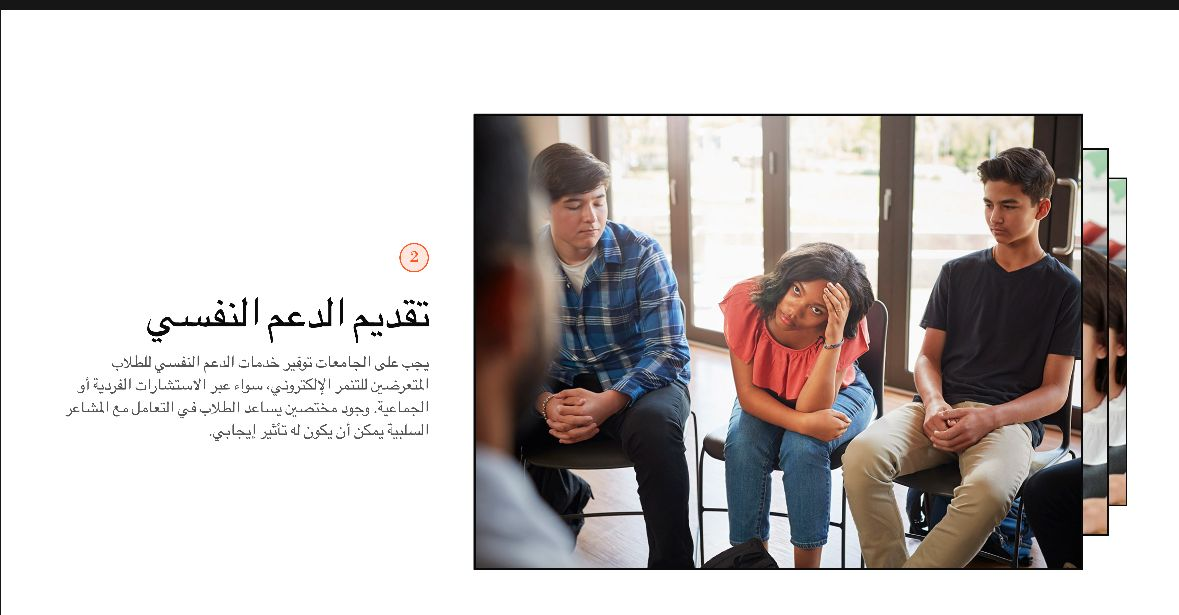 2
تقديم الدعم النفسي
يجب على الجامعات توفير خدمات الدعم النفسي للطلاب
المتعرضين للتنمر الإلكتروني، سواء عبر الاستشارات الفردية أو
الجماعية. وجود مختصين يساعد الطلاب في التعامل مع المشاعر
السلبية يمكن أن يكون له تأثير إيجابي.